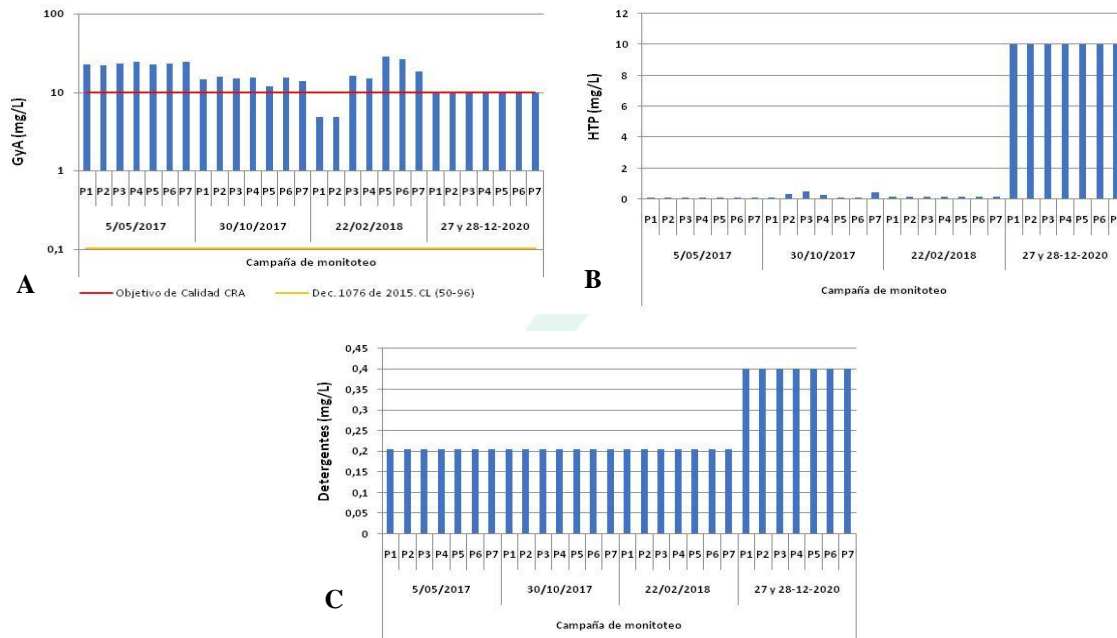 100
10
1
0,1
GyA (mg/L)
P1 P2 P3 P4 P5 P6 P7 P1 P2 P3 P4 P5 P6 P7 P1 P2 P3 P4 P5 P6 P7 P1 P2 P3 P4 P5 P6 P7
5/05/2017 30/10/2017 22/02/2018 27 y 28-12-2020
Campaña de monitoteo
A
Objetivo de Calidad CRA Dec. 1076 de 2015. CL (50-96)
12
10
8
6
4
2
0
HTP (mg/L)
P1 P2 P3 P4 P5 P6 P7 P1 P2 P3 P4 P5 P6 P7 P1 P2 P3 P4 P5 P6 P7 P1 P2 P3 P4 P5 P6 P
5/05/2017 30/10/2017 22/02/2018 27 y 28-12-2020
Campaña de monitoteo
B
0,45
0,4
0,35
0,3
0,25
0,2
0,15
0,1
0,05
0
Detergentes (mg/L)
P1 P2 P3 P4 P5 P6 P7 P1 P2 P3 P4 P5 P6 P7 P1 P2 P3 P4 P5 P6 P7 P1 P2 P3 P4 P5 P6 P7
5/05/2017 30/10/2017 22/02/2018 27 y 28-12-2020
Campaña de monitoteo
C